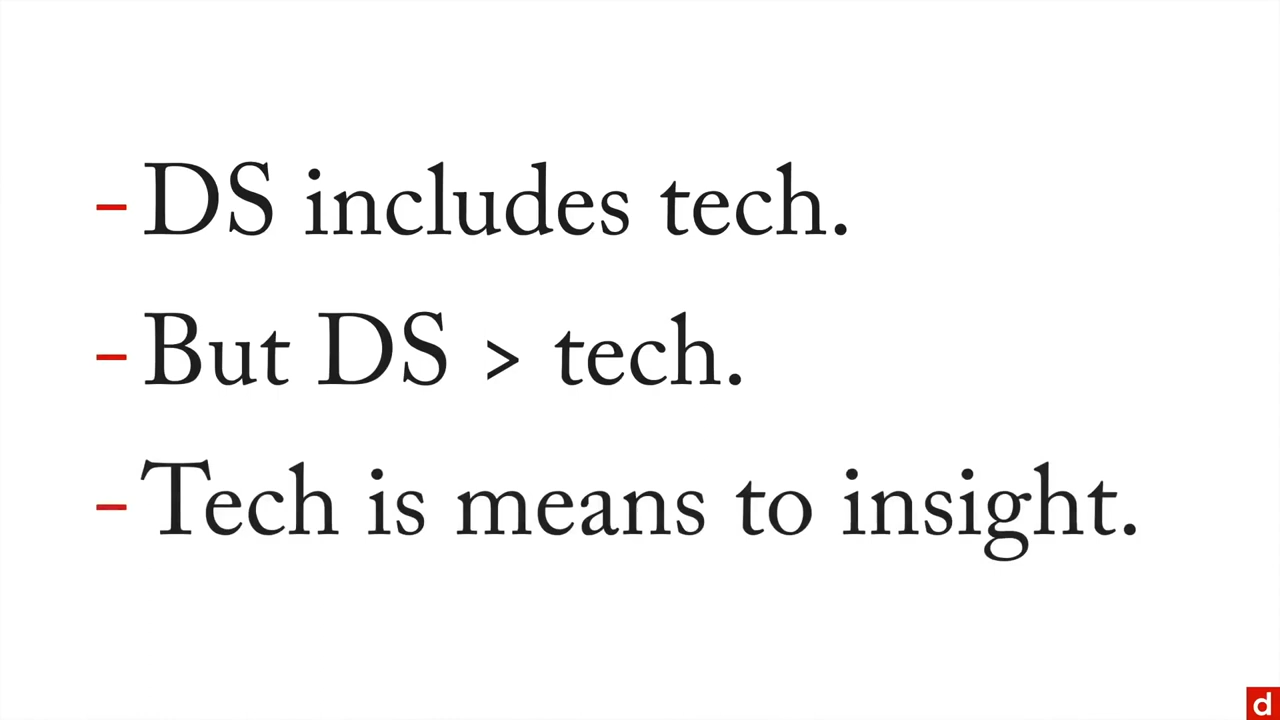 – DS includes tech.
– But DS > tech.
– Tech is means to insight.
d